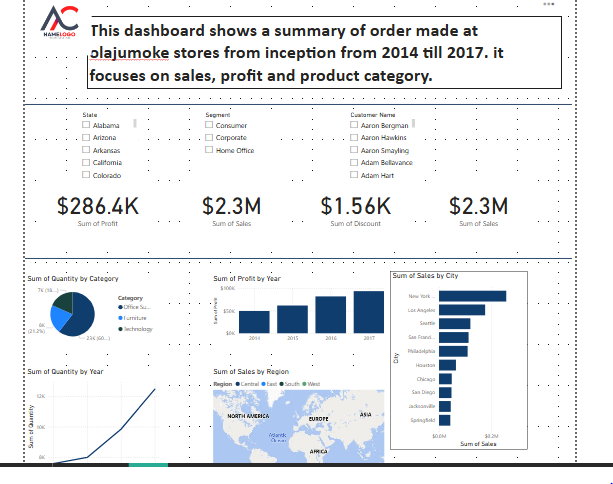 AC
NAMELOGO
This dashboard shows a summary of order made at
olajumoke stores from inception from 2014 till 2017. it
focuses on sales, profit and product category.
State
Alabama
Arizona
Arkansas
California
Colorado
Segment
Consumer
Corporate
Home Office
Customer Name
Aaron Bergman
Aaron Hawkins
Aaron Smayling
Adam Bellavance
Adam Hart
$286.4K
Sum of Profit
$2.3M
Sum of Sales
$1.56K
Sum of Discount
$2.3M
Sum of Sales
Sum of Quantity by Category
7K (18...)
8K
(21.2%)
23K (60...)
Category
Office Su...
Furniture
Technology
Sum of Profit by Year
Sum of Profit
$100K
$50K
$0K
2014 2015 2016 2017
Sum of Sales by City
City
New York...
Los Angeles
Seattle
San Franci...
Philadelphia
Houston
Chicago
San Diego
Jacksonville
Springfield
$0.0M $0.2M
Sum of Sales
Sum of Quantity by Year
Sum of Quantity
12K
10K
8K
Sum of Sales by Region
Region Central East South West
NORTH AMERICA
EUROPE
ASIA
Atlantic
Ocean
AFRICA